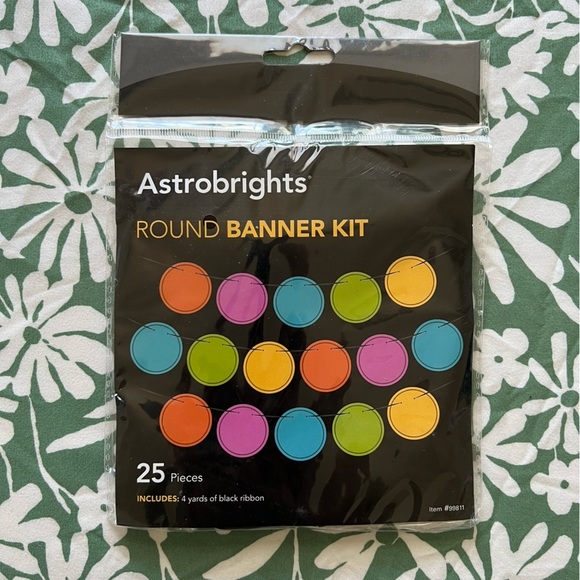 Astrobrights®
ROUND BANNER KIT
25 Pieces
INCLUDES: 4 yards of black ribbon
Item #99811